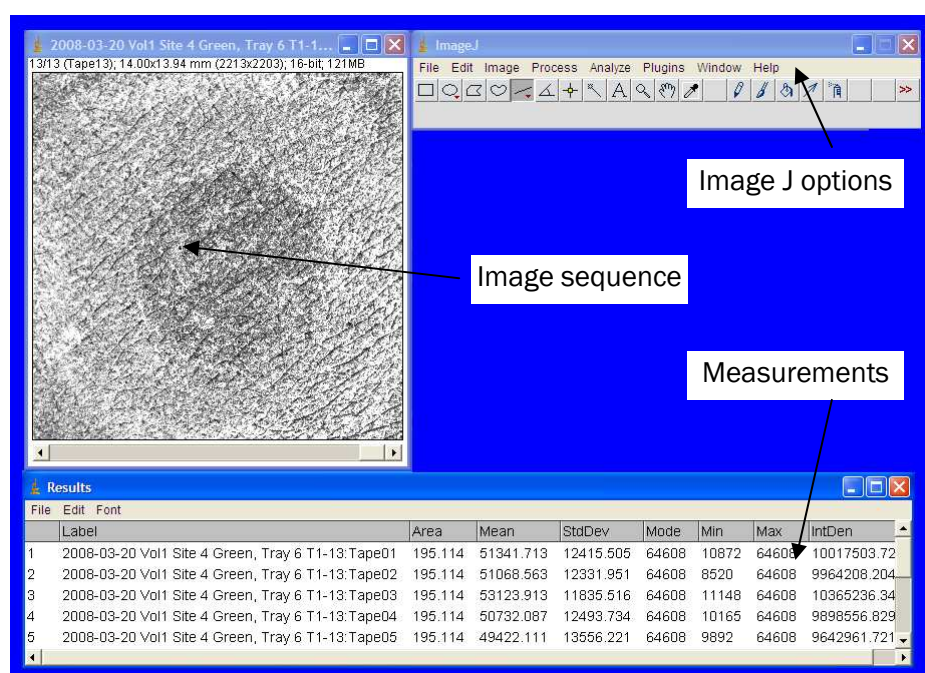 2008-03-20 Vol1 Site 4 Green, Tray 6 T1-1...
13/13 (Tape13); 14.00x13.94 mm (2213x2203); 16-bit; 121MB
ImageJ
File Edit Image Process Analyze Plugins Window Help
A
>>
Image J options
Image sequence
Measurements
Results
File Edit Font
Label Area Mean StdDev Mode Min Max IntDen
1 2008-03-20 Vol1 Site 4 Green, Tray 6 T1-13:Tape01 195.114 51341.713 12415.505 64608 10872 64608 10017503.72
2 2008-03-20 Vol1 Site 4 Green, Tray 6 T1-13:Tape02 195.114 51068.563 12331.951 64608 8520 64608 9964208.204
3 2008-03-20 Vol1 Site 4 Green, Tray 6 T1-13:Tape03 195.114 53123.913 11835.516 64608 11148 64608 10365236.34
4 2008-03-20 Vol1 Site 4 Green, Tray 6 T1-13:Tape04 195.114 50732.087 12493.734 64608 10165 64608 9898556.829
5 2008-03-20 Vol1 Site 4 Green, Tray 6 T1-13:Tape05 195.114 49422.111 13556.221 64608 9892 64608 9642961.721